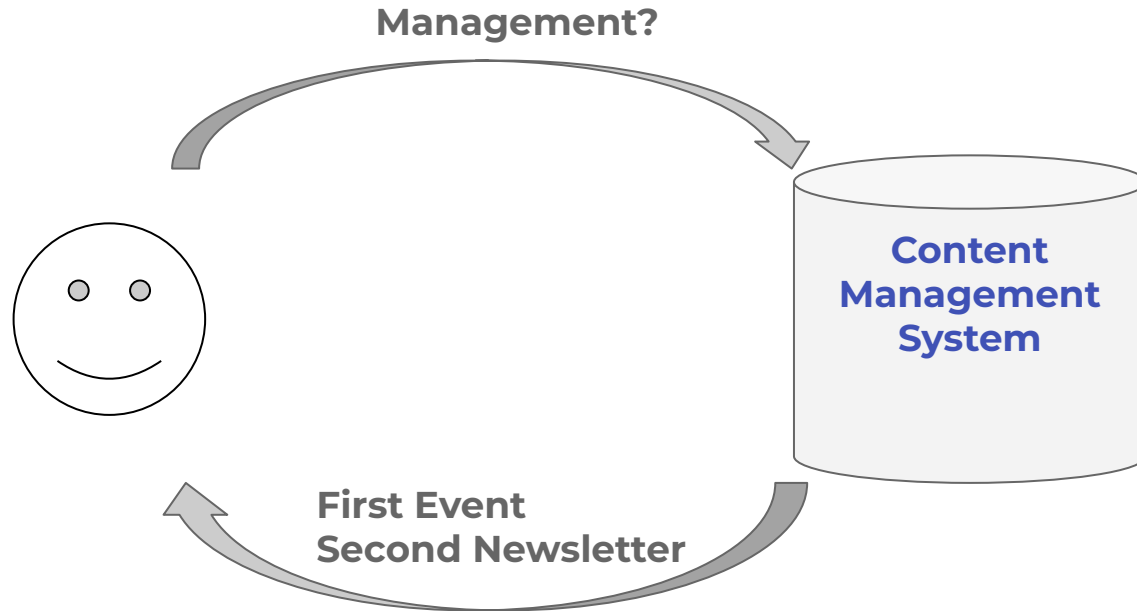 Management?
Content
Management
System
First Event
Second Newsletter